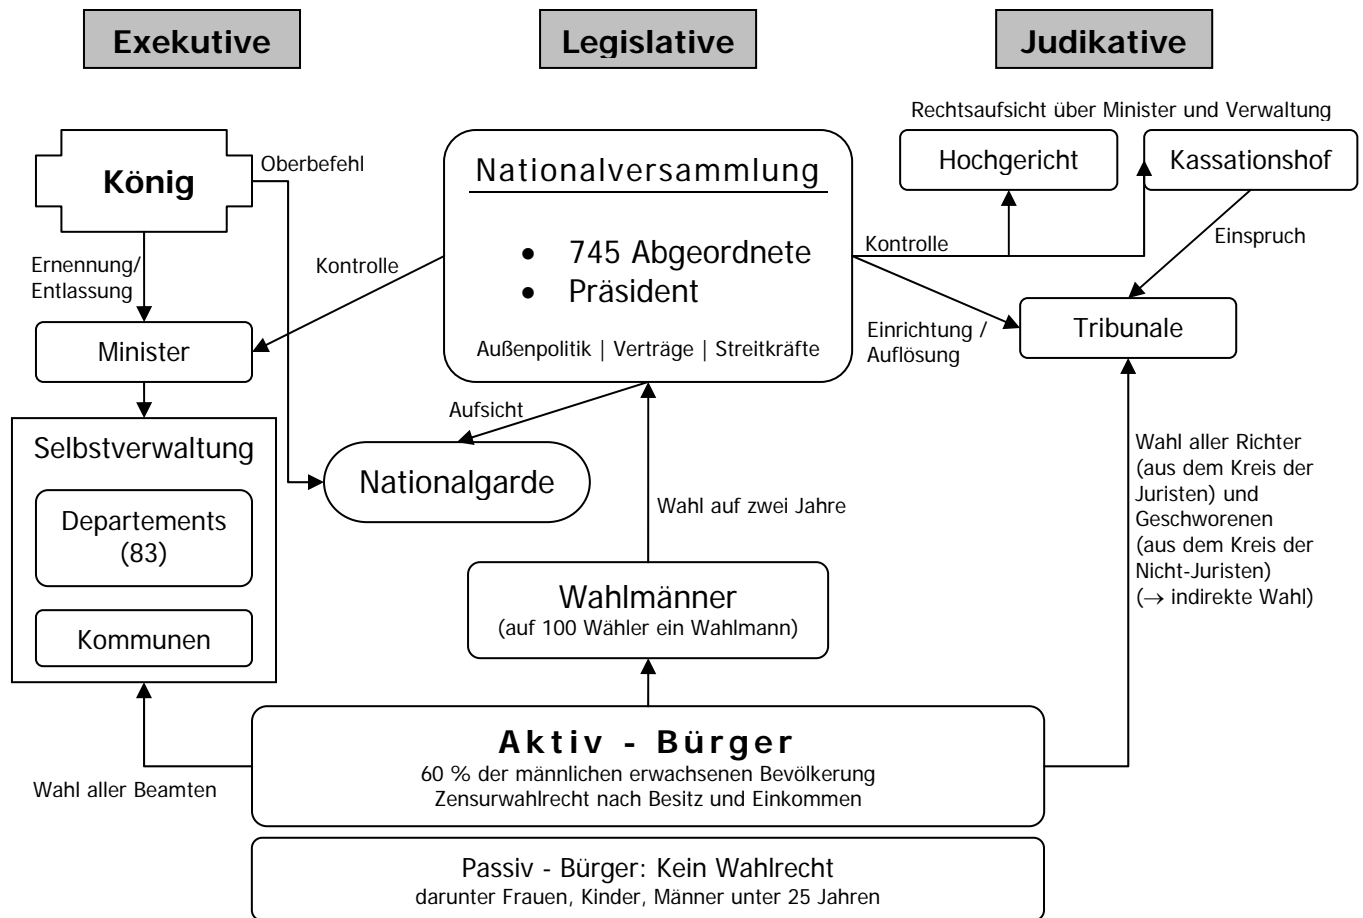 Exekutive
Legislative
Judikative
Rechtsaufsicht über Minister und Verwaltung
König
Oberbefehl
Nationalversammlung
Hochgericht
Kassationshof
• 745 Abgeordnete
• Präsident
Außenpolitik | Verträge | Streitkräfte
Ernennung/
Entlassung
Kontrolle
Kontrolle
Einspruch
Minister
Einrichtung /
Auflösung
Tribunale
Selbstverwaltung
Departements
(83)
Kommunen
Aufsicht
Nationalgarde
Wahl auf zwei Jahre
Wahl aller Richter
(aus dem Kreis der
Juristen) und
Geschworenen
(aus dem Kreis der
Nicht-Juristen)
(→ indirekte Wahl)
Wahlmänner
(auf 100 Wähler ein Wahlmann)
Wahl aller Beamten
Aktiv - Bürger
60 % der männlichen erwachsenen Bevölkerung
Zensurwahlrecht nach Besitz und Einkommen
Passiv - Bürger: Kein Wahlrecht
darunter Frauen, Kinder, Männer unter 25 Jahren